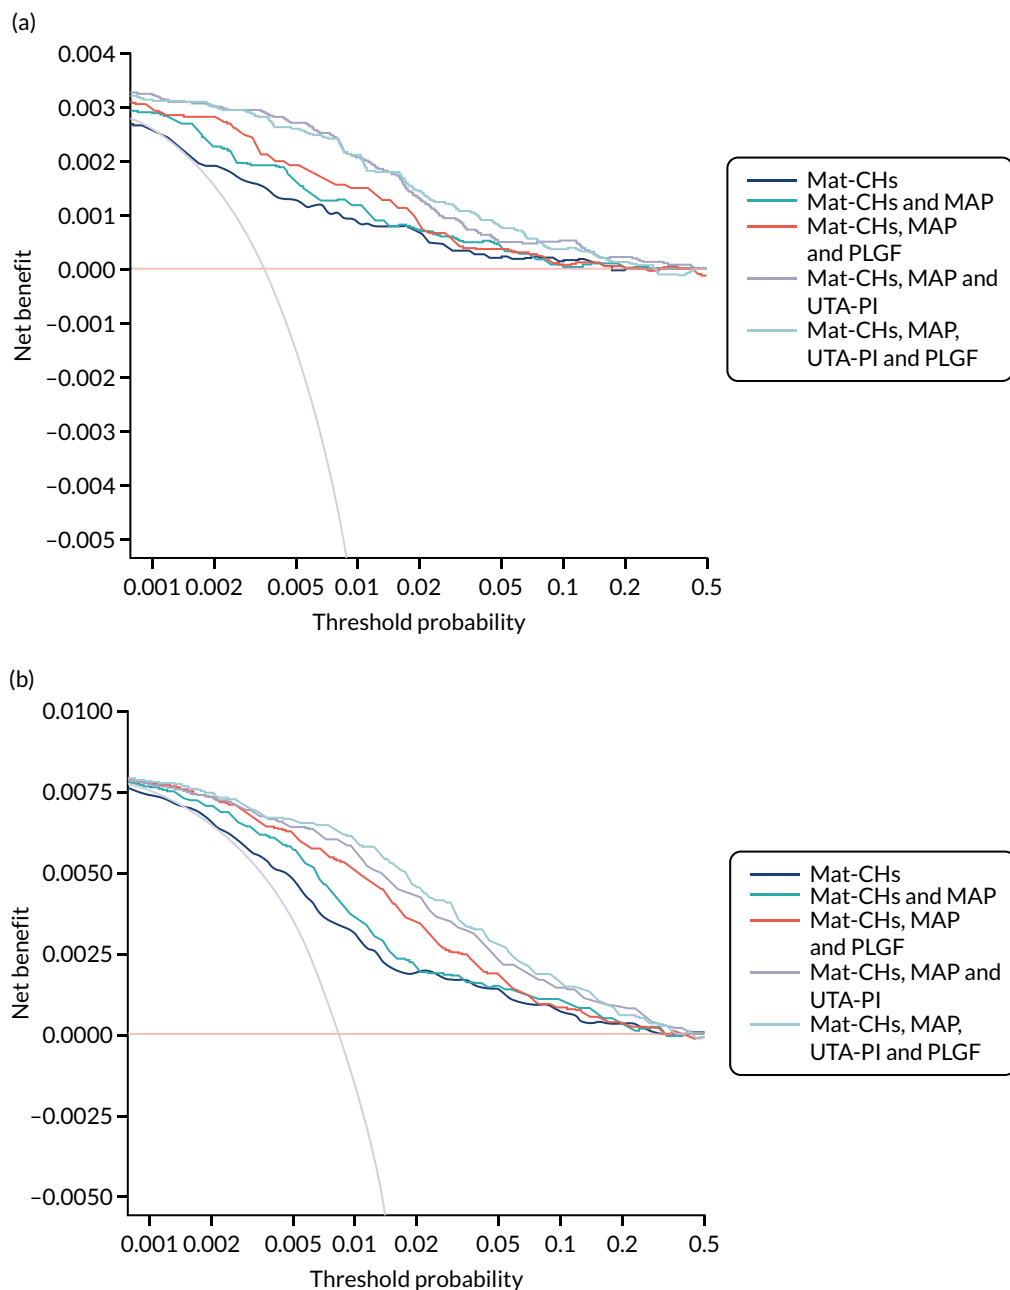 (a)
0.004
0.003
0.002
0.001
0.000
−0.001
−0.002
−0.003
−0.004
−0.005
Net benefit
0.001 0.002 0.005 0.01 0.02 0.05 0.1 0.2 0.5
Threshold probability
Mat-CHs
Mat-CHs and MAP
Mat-CHs, MAP
and PLGF
Mat-CHs, MAP and
UTA-PI
Mat-CHs, MAP,
UTA-PI and PLGF
(b)
0.0100
0.0075
0.0050
0.0025
0.0000
−0.0025
−0.0050
Net benefit
0.001 0.002 0.005 0.01 0.02 0.05 0.1 0.2 0.5
Threshold probability
Mat-CHs
Mat-CHs and MAP
Mat-CHs, MAP
and PLGF
Mat-CHs, MAP and
UTA-PI
Mat-CHs, MAP,
UTA-PI and PLGF